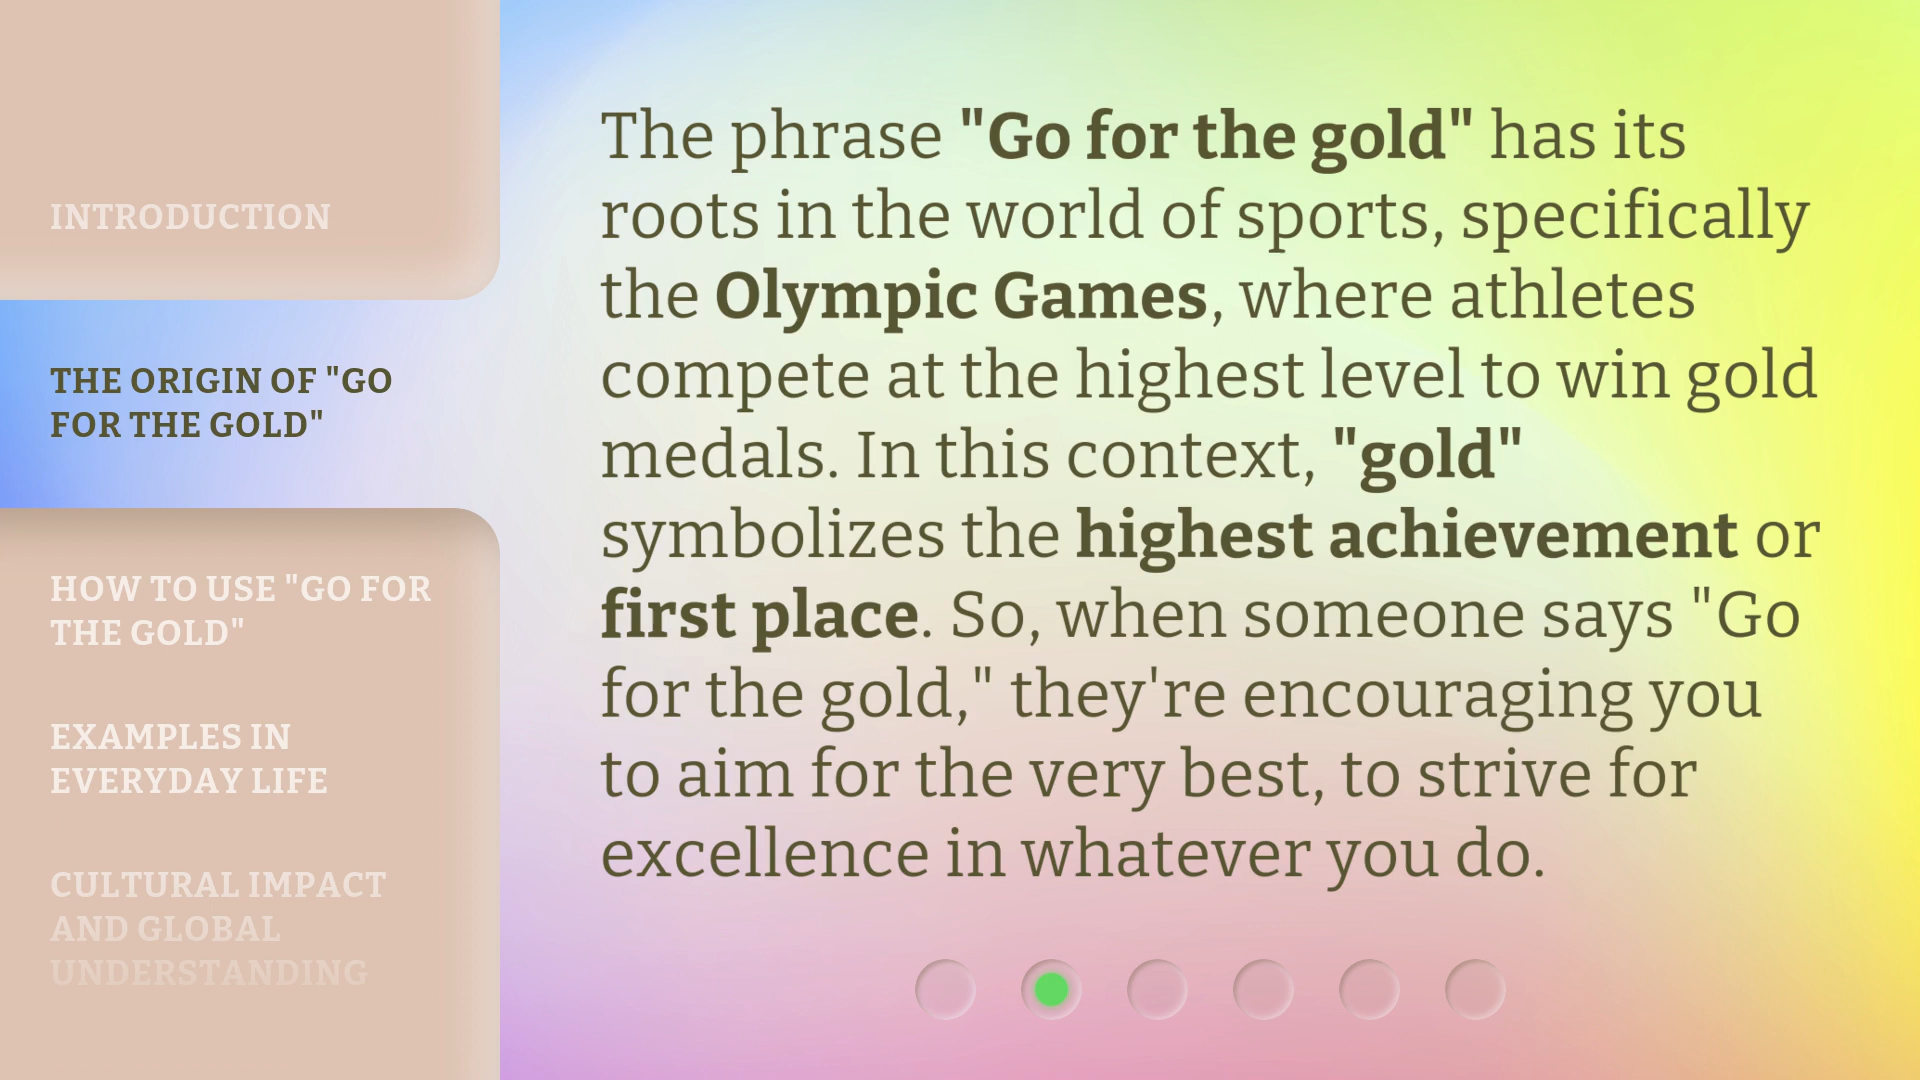 INTRODUCTION
THE ORIGIN OF "GO
FOR THE GOLD"
HOW TO USE "GO FOR
THE GOLD"
EXAMPLES IN
EVERYDAY LIFE
CULTURAL IMPACT
AND GLOBAL
UNDERSTANDING
The phrase "Go for the gold" has its
roots in the world of sports, specifically
the Olympic Games, where athletes
compete at the highest level to win gold
medals. In this context, "gold"
symbolizes the highest achievement or
first place. So, when someone says "Go
for the gold," they're encouraging you
to aim for the very best, to strive for
excellence in whatever you do.